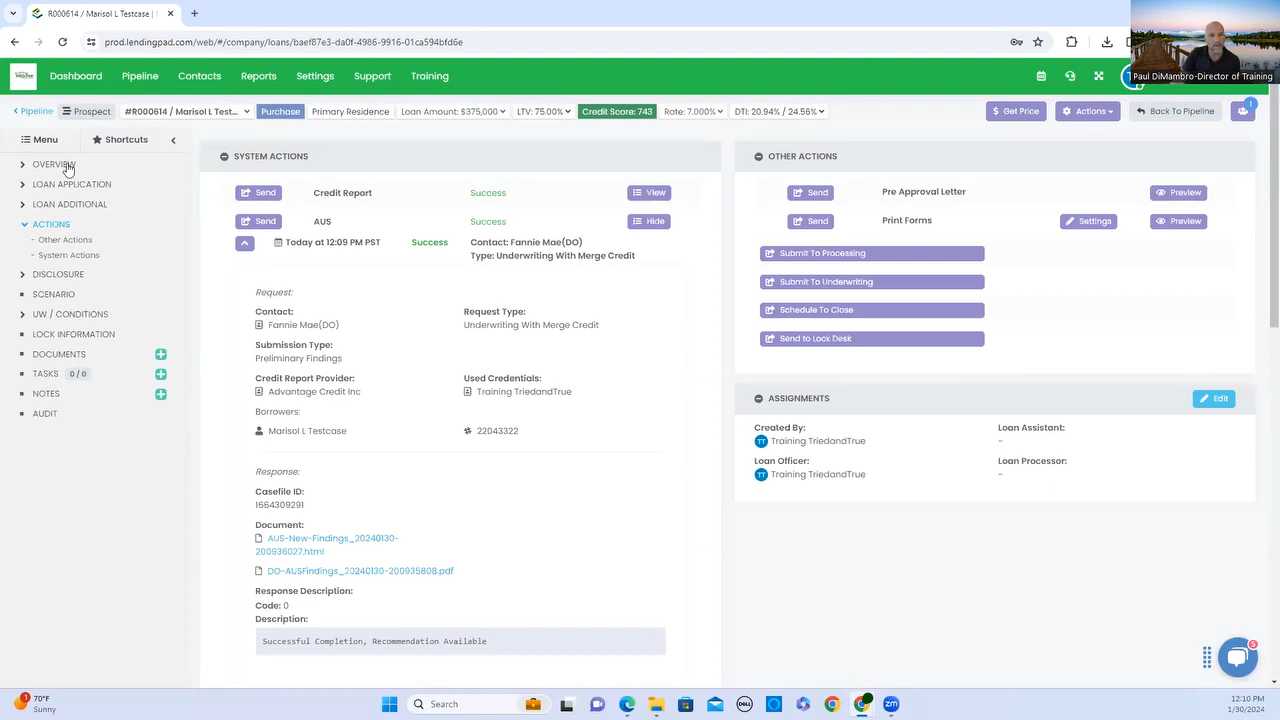 R000614 / Marisol L Testcase |
prod.lendingpad.com/web/#/company/loans/baef87e3-da0f-4986-9916-01ca594bfd6e
Paul DiMambro-Director of Training
Dashboard Pipeline Contacts Reports Settings Support Training
Pipeline Prospect #R000614 / Marisol L Test... Purchase Primary Residence Loan Amount: $375,000 LTV: 75.00% Credit Score: 743 Rate: 7.000% DTI: 20.94% / 24.56% $ Get Price Actions Back To Pipeline 1
Menu Shortcuts
OVERVIEW
LOAN APPLICATION
LOAN ADDITIONAL
ACTIONS
- Other Actions
- System Actions
DISCLOSURE
SCENARIO
UW / CONDITIONS
LOCK INFORMATION
DOCUMENTS
TASKS 0 / 0
NOTES
AUDIT
SYSTEM ACTIONS
Send Credit Report Success View
Send AUS Success Hide
Today at 12:09 PM PST Success Contact: Fannie Mae(DO)
Type: Underwriting With Merge Credit
Request:
Contact: Request Type:
Fannie Mae(DO) Underwriting With Merge Credit
Submission Type:
Preliminary Findings
Credit Report Provider: Used Credentials:
Advantage Credit Inc Training TriedandTrue
Borrowers:
Marisol L Testcase 22043322
Response:
Casefile ID:
1664309291
Document:
AUS-New-Findings_20240130-
200936027.html
DO-AUSFindings_20240130-200935808.pdf
Response Description:
Code: 0
Description:
Successful Completion, Recommendation Available
OTHER ACTIONS
Send Pre Approval Letter Preview
Send Print Forms Settings Preview
Submit To Processing
Submit To Underwriting
Schedule To Close
Send to Lock Desk
ASSIGNMENTS Edit
Created By: Loan Assistant:
TT Training TriedandTrue -
Loan Officer: Loan Processor:
TT Training TriedandTrue -
5
1 70°F
Sunny
Search
DELL
zm
12:10 PM
1/30/2024